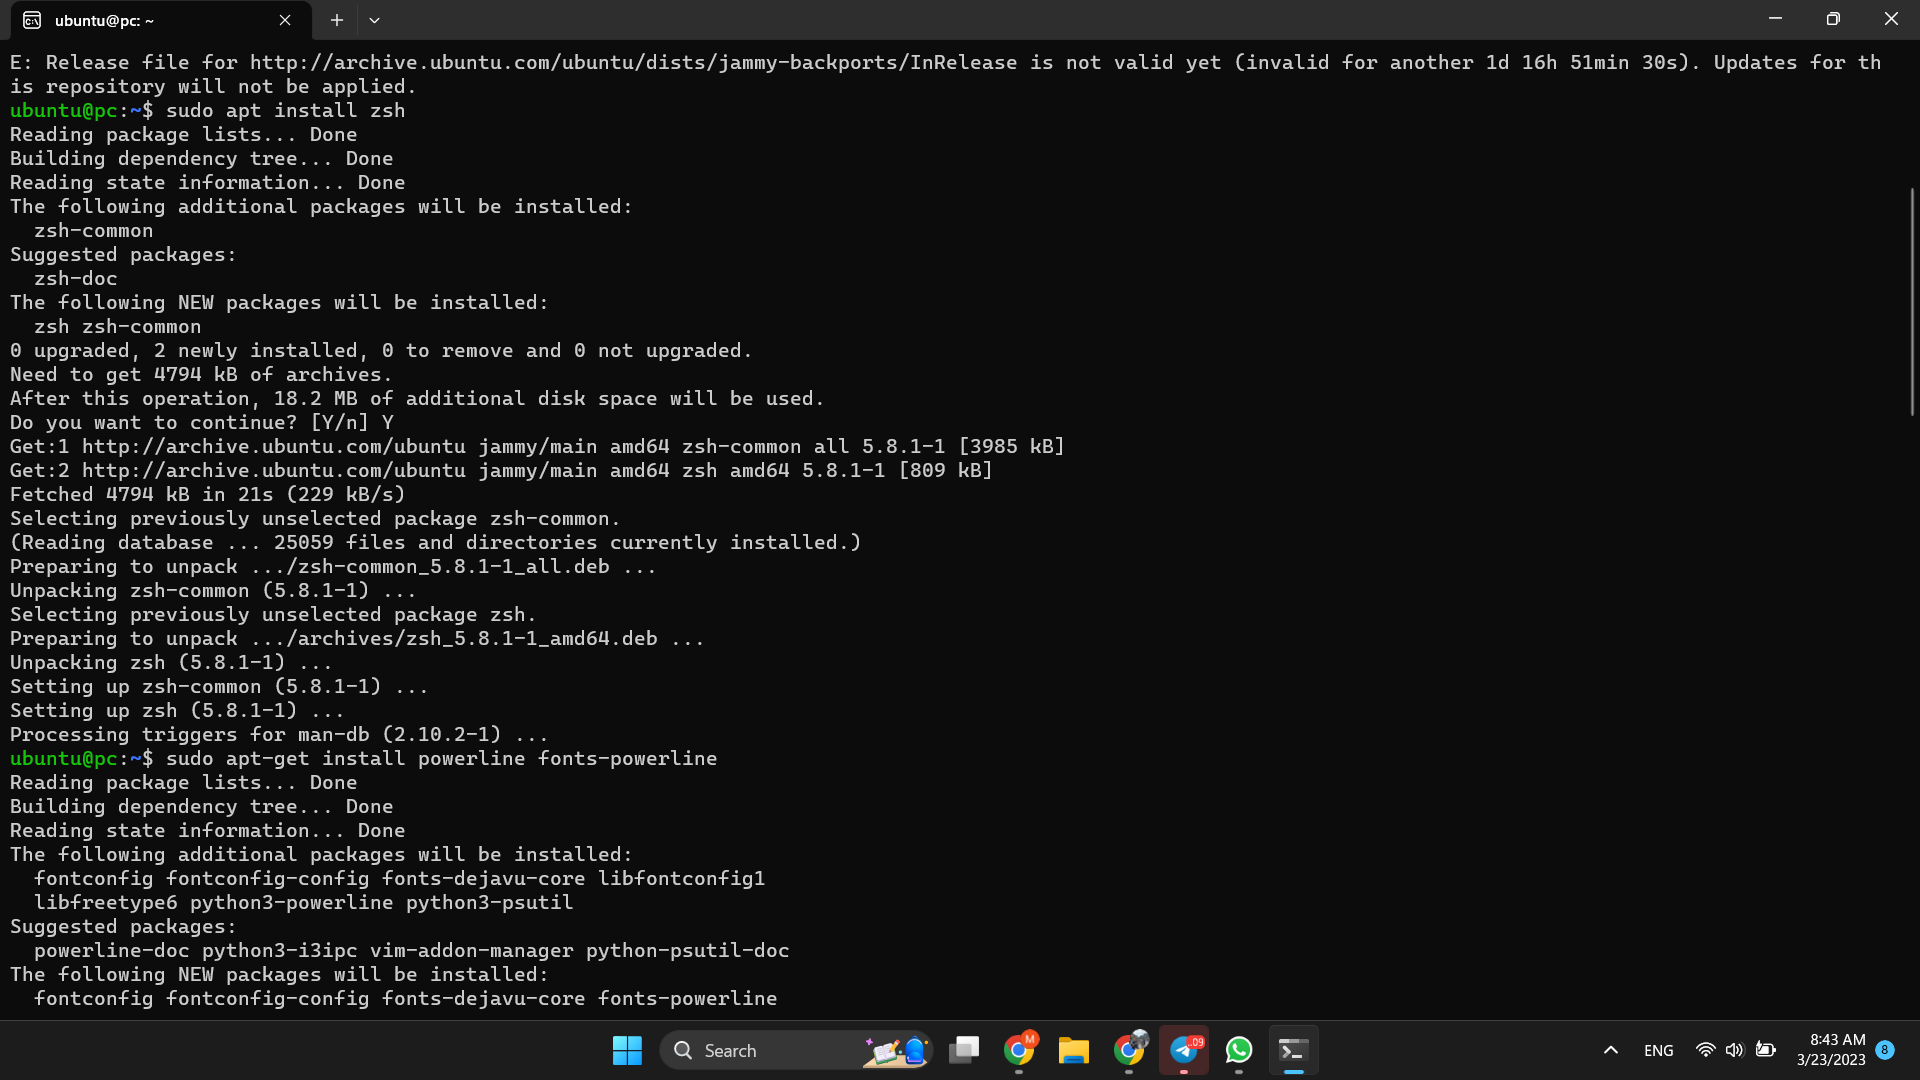 ubuntu@pc: ~
E: Release file for http://archive.ubuntu.com/ubuntu/dists/jammy-backports/InRelease is not valid yet (invalid for another 1d 16h 51min 30s). Updates for th
is repository will not be applied.
ubuntu@pc:~$ sudo apt install zsh
Reading package lists... Done
Building dependency tree... Done
Reading state information... Done
The following additional packages will be installed:
  zsh-common
Suggested packages:
  zsh-doc
The following NEW packages will be installed:
  zsh zsh-common
0 upgraded, 2 newly installed, 0 to remove and 0 not upgraded.
Need to get 4794 kB of archives.
After this operation, 18.2 MB of additional disk space will be used.
Do you want to continue? [Y/n] Y
Get:1 http://archive.ubuntu.com/ubuntu jammy/main amd64 zsh-common all 5.8.1-1 [3985 kB]
Get:2 http://archive.ubuntu.com/ubuntu jammy/main amd64 zsh amd64 5.8.1-1 [809 kB]
Fetched 4794 kB in 21s (229 kB/s)
Selecting previously unselected package zsh-common.
(Reading database ... 25059 files and directories currently installed.)
Preparing to unpack .../zsh-common_5.8.1-1_all.deb ...
Unpacking zsh-common (5.8.1-1) ...
Selecting previously unselected package zsh.
Preparing to unpack .../archives/zsh_5.8.1-1_amd64.deb ...
Unpacking zsh (5.8.1-1) ...
Setting up zsh-common (5.8.1-1) ...
Setting up zsh (5.8.1-1) ...
Processing triggers for man-db (2.10.2-1) ...
ubuntu@pc:~$ sudo apt-get install powerline fonts-powerline
Reading package lists... Done
Building dependency tree... Done
Reading state information... Done
The following additional packages will be installed:
  fontconfig fontconfig-config fonts-dejavu-core libfontconfig1
  libfreetype6 python3-powerline python3-psutil
Suggested packages:
  powerline-doc python3-i3ipc vim-addon-manager python-psutil-doc
The following NEW packages will be installed:
  fontconfig fontconfig-config fonts-dejavu-core fonts-powerline
Search
M
.09
ENG
8:43 AM
3/23/2023
8